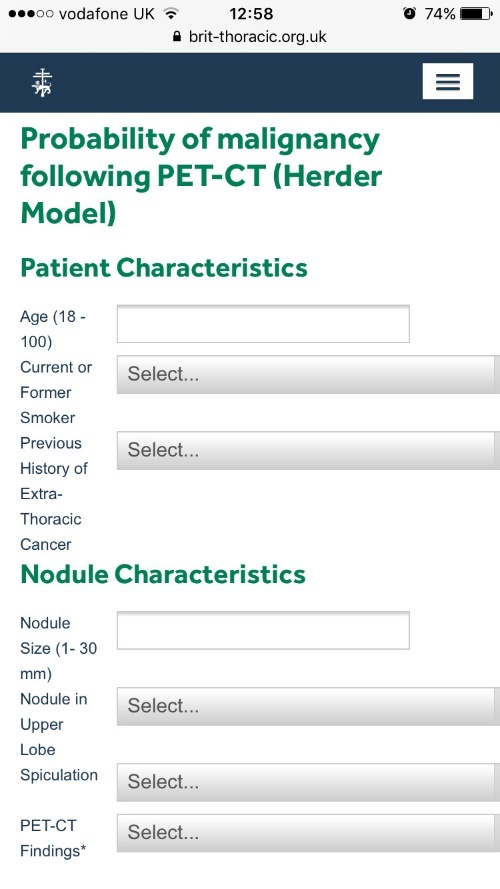 vodafone UK 12:58 74%
brit-thoracic.org.uk
Probability of malignancy
following PET-CT (Herder
Model)
Patient Characteristics
Age (18 -
100)
Current or
Former
Smoker
Select...
Previous
History of
Extra-
Thoracic
Cancer
Select...
Nodule Characteristics
Nodule
Size (1- 30
mm)
Nodule in
Upper
Lobe
Select...
Spiculation
Select...
PET-CT
Findings*
Select...